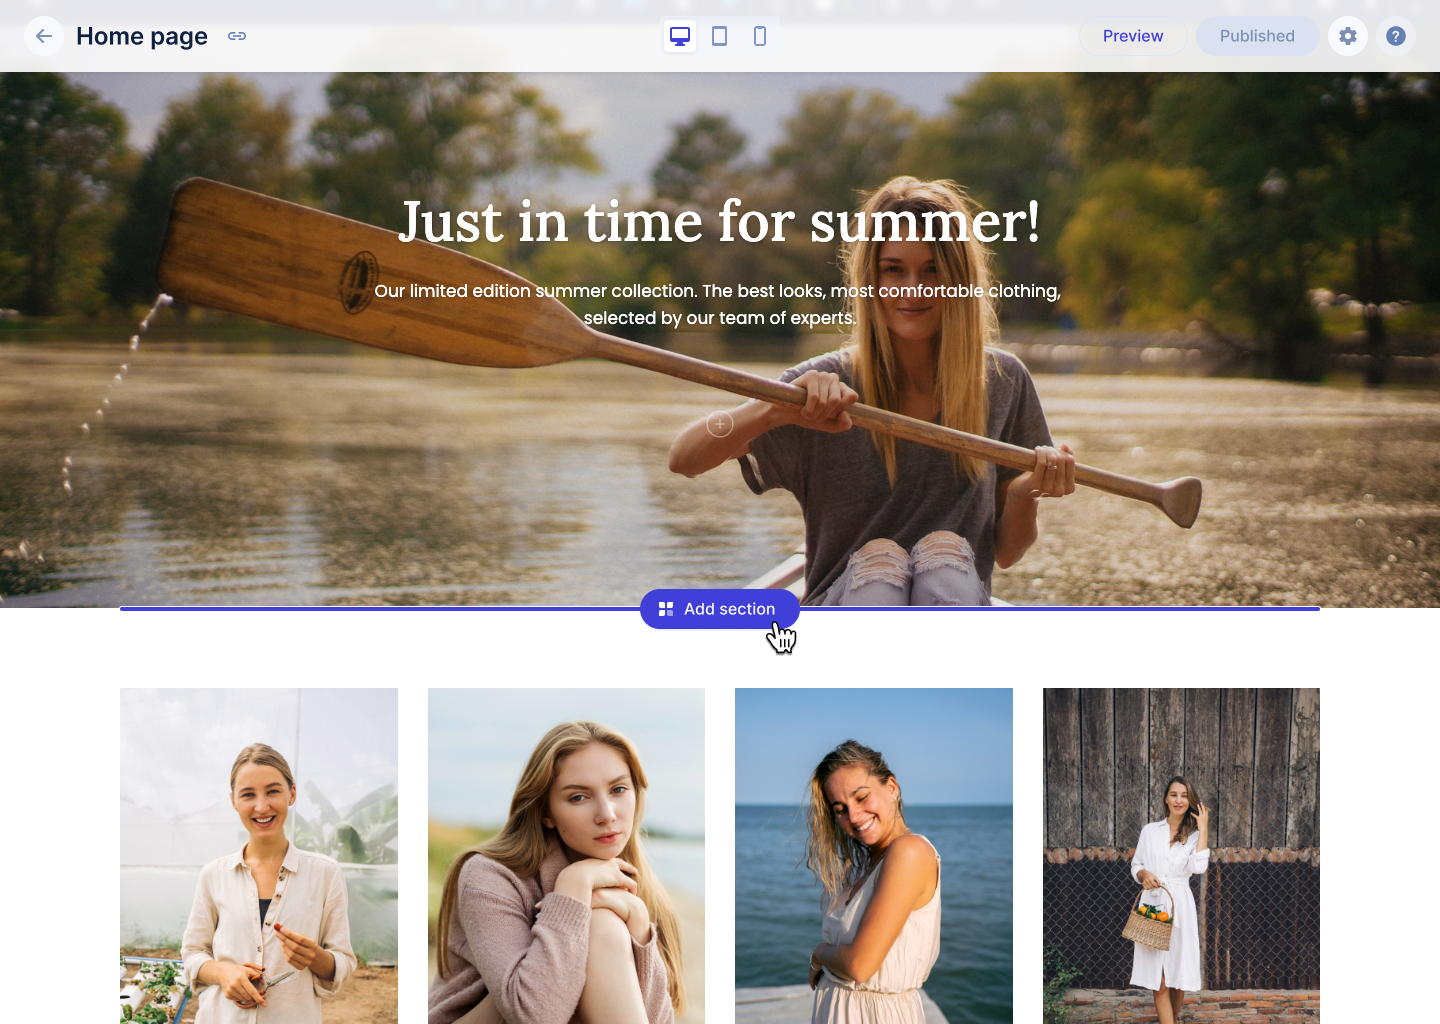 Home page
Preview
Published
?
Just in time for summer!
Our limited edition summer collection. The best looks, most comfortable clothing,
selected by our team of experts.
Add section